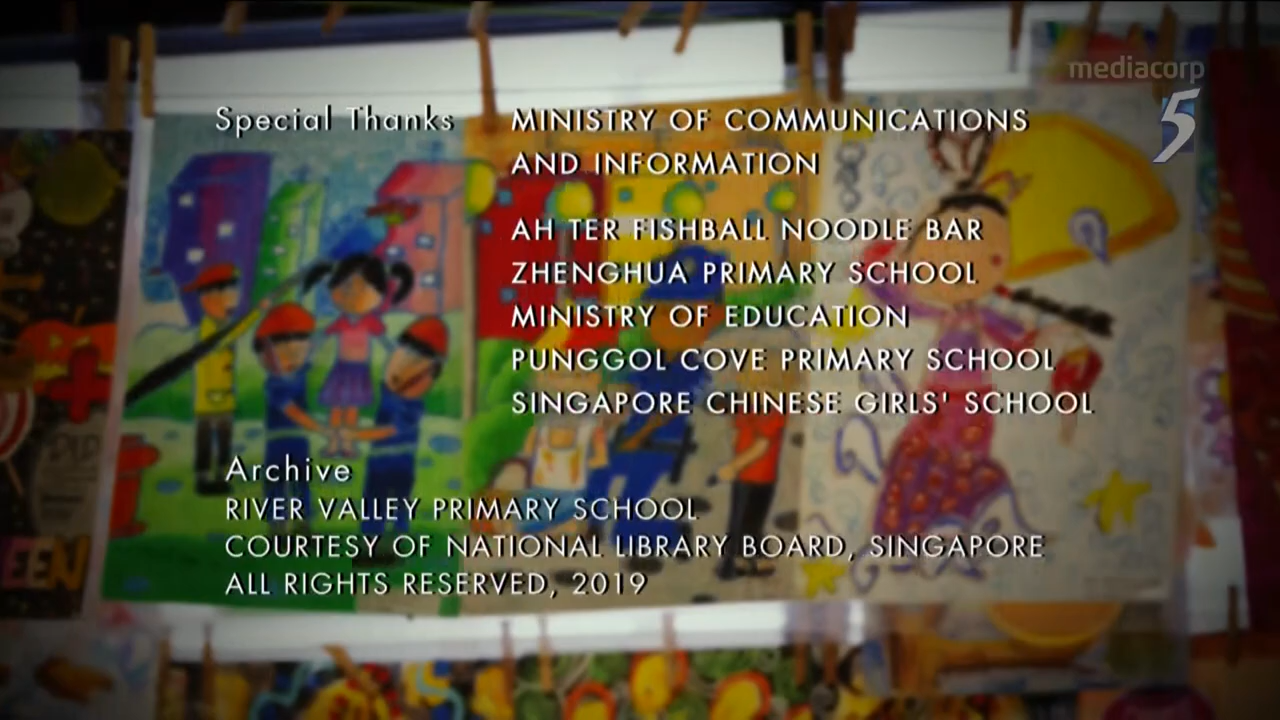 mediacorp
5
Special Thanks MINISTRY OF COMMUNICATIONS
AND INFORMATION
AH TER FISHBALL NOODLE BAR
ZHENGHUA PRIMARY SCHOOL
MINISTRY OF EDUCATION
PUNGGOL COVE PRIMARY SCHOOL
SINGAPORE CHINESE GIRLS' SCHOOL
Archive
RIVER VALLEY PRIMARY SCHOOL
COURTESY OF NATIONAL LIBRARY BOARD, SINGAPORE
ALL RIGHTS RESERVED, 2019
EEN